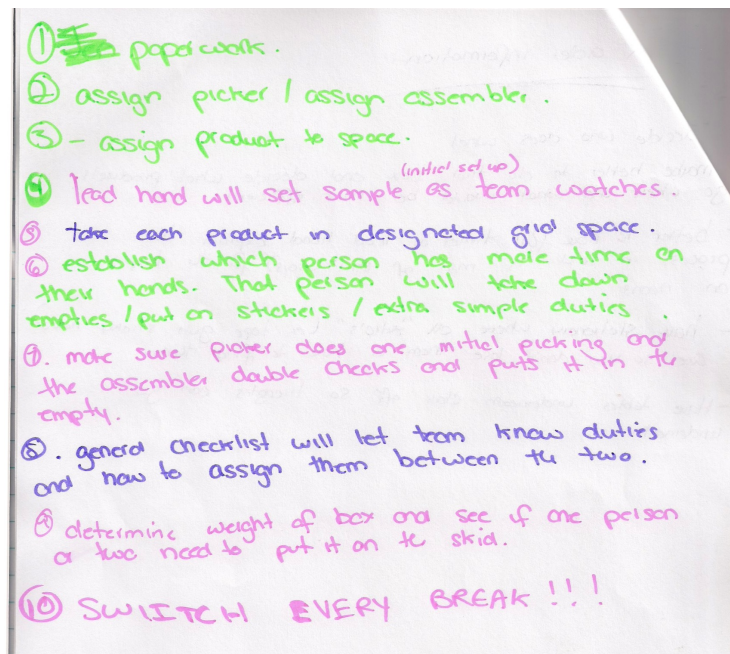 ① paperwork.
② assign picker / assign assembler.
③ - assign product to space.
(initial set up)
④ lead hand will set sample as team watches.
⑤ take each product in designated grid space.
⑥ establish which person has more time on
their hands. That person will take down
empties / put on stickers / extra simple duties.
⑦. make sure picker does one initial picking and
the assembler double checks and puts it in the
empty.
⑧. general checklist will let team know duties
and how to assign them between the two.
⑨ determine weight of box and see if one person
or two need to put it on the skid.
⑩ SWITCH EVERY BREAK!!!